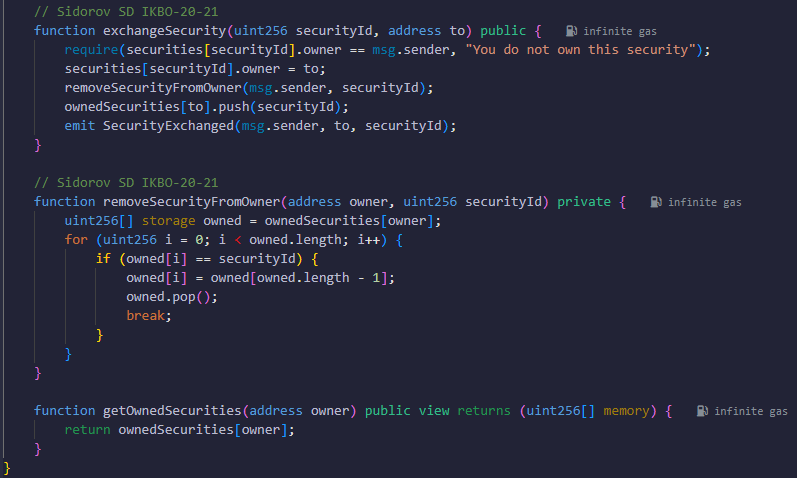 // Sidorov SD IKBO-20-21
function exchangeSecurity(uint256 securityId, address to) public { infinite gas
require(securities[securityId].owner == msg.sender, "You do not own this security");
securities[securityId].owner = to;
removeSecurityFromOwner(msg.sender, securityId);
ownedSecurities[to].push(securityId);
emit SecurityExchanged(msg.sender, to, securityId);
}
// Sidorov SD IKBO-20-21
function removeSecurityFromOwner(address owner, uint256 securityId) private { infinite gas
uint256[] storage owned = ownedSecurities[owner];
for (uint256 i = 0; i < owned.length; i++) {
if (owned[i] == securityId) {
owned[i] = owned[owned.length - 1];
owned.pop();
break;
}
}
}
function getOwnedSecurities(address owner) public view returns (uint256[] memory) { infinite gas
return ownedSecurities[owner];
}
}